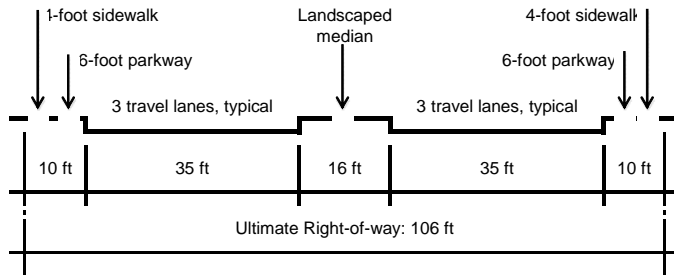 4-foot sidewalk
Landscaped
median
4-foot sidewalk
6-foot parkway
6-foot parkway
3 travel lanes, typical
3 travel lanes, typical
10 ft
35 ft
16 ft
35 ft
10 ft
Ultimate Right-of-way: 106 ft